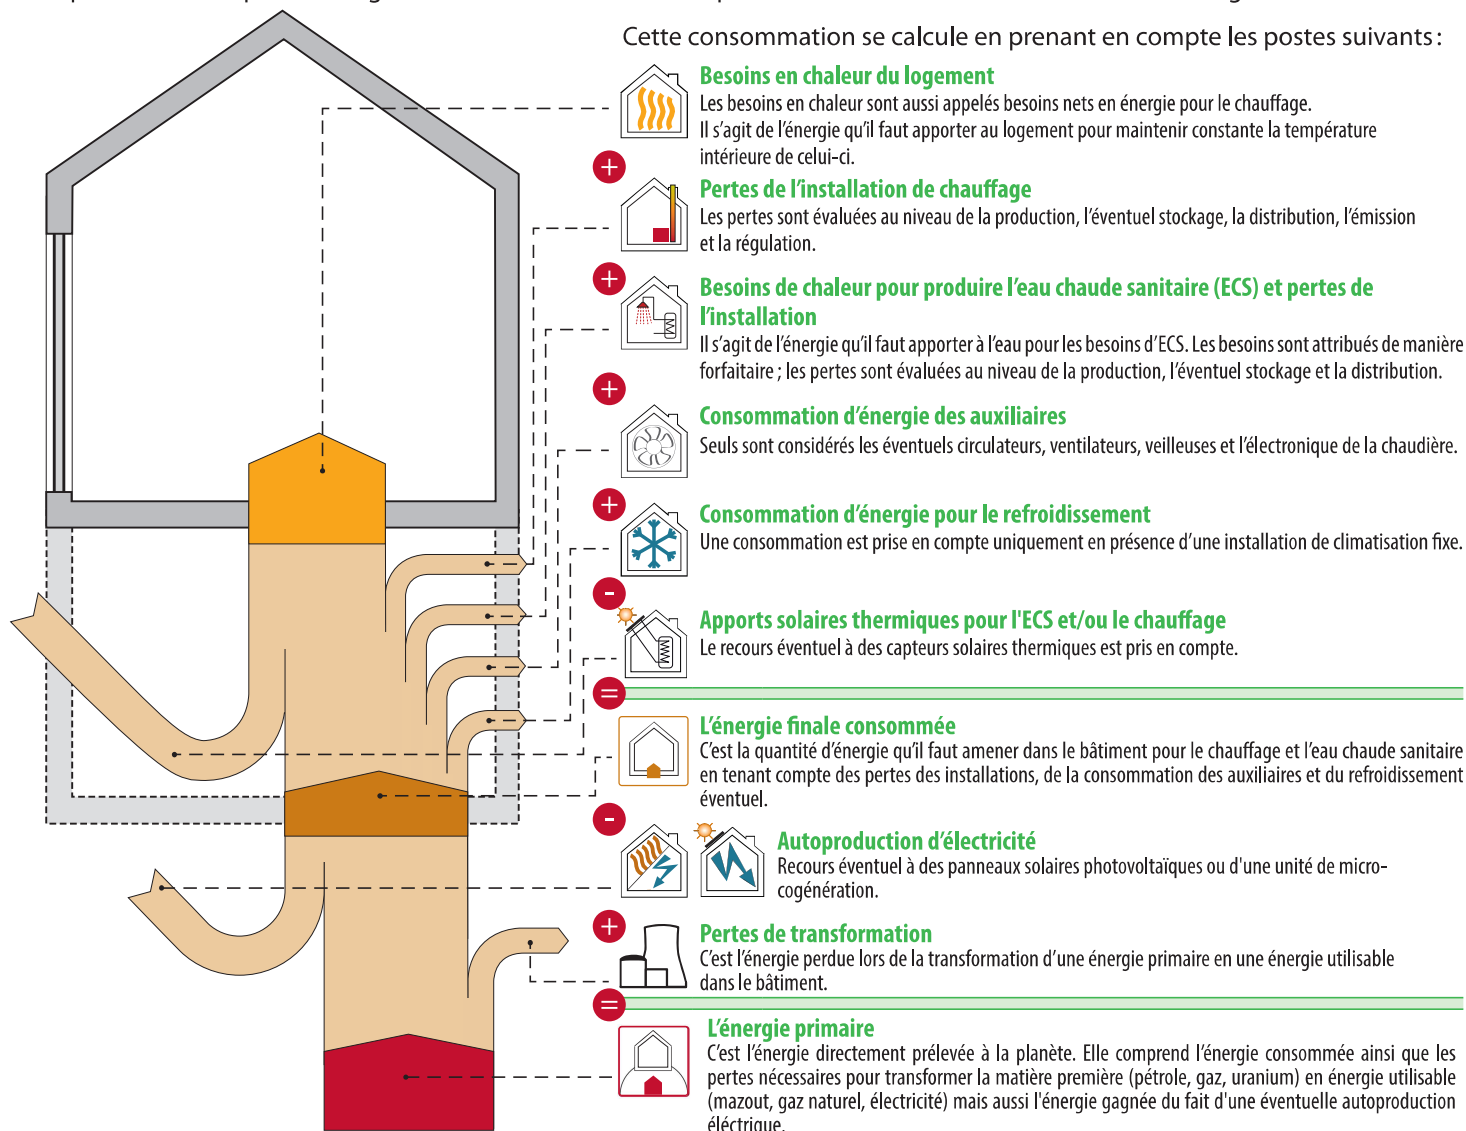 Cette consommation se calcule en prenant en compte les postes suivants :
Besoins en chaleur du logement
Les besoins en chaleur sont aussi appelés besoins nets en énergie pour le chauffage.
Il s'agit de l'énergie qu'il faut apporter au logement pour maintenir constante la température
intérieure de celui-ci.
+
Pertes de l'installation de chauffage
Les pertes sont évaluées au niveau de la production, l'éventuel stockage, la distribution, l'émission
et la régulation.
+
Besoins de chaleur pour produire l'eau chaude sanitaire (ECS) et pertes de
l'installation
Il s'agit de l'énergie qu'il faut apporter à l'eau pour les besoins d'ECS. Les besoins sont attribués de manière
forfaitaire ; les pertes sont évaluées au niveau de la production, l'éventuel stockage et la distribution.
+
Consommation d'énergie des auxiliaires
Seuls sont considérés les éventuels circulateurs, ventilateurs, veilleuses et l'électronique de la chaudière.
+
Consommation d'énergie pour le refroidissement
Une consommation est prise en compte uniquement en présence d'une installation de climatisation fixe.
-
Apports solaires thermiques pour l'ECS et/ou le chauffage
Le recours éventuel à des capteurs solaires thermiques est pris en compte.
=
L'énergie finale consommée
C'est la quantité d'énergie qu'il faut amener dans le bâtiment pour le chauffage et l'eau chaude sanitaire
en tenant compte des pertes des installations, de la consommation des auxiliaires et du refroidissement
éventuel.
-
Autoproduction d'électricité
Recours éventuel à des panneaux solaires photovoltaïques ou d'une unité de micro-
cogénération.
+
Pertes de transformation
C'est l'énergie perdue lors de la transformation d'une énergie primaire en une énergie utilisable
dans le bâtiment.
=
L'énergie primaire
C'est l'énergie directement prélevée à la planète. Elle comprend l'énergie consommée ainsi que les
pertes nécessaires pour transformer la matière première (pétrole, gaz, uranium) en énergie utilisable
(mazout, gaz naturel, électricité) mais aussi l'énergie gagnée du fait d'une éventuelle autoproduction
éléctrique.